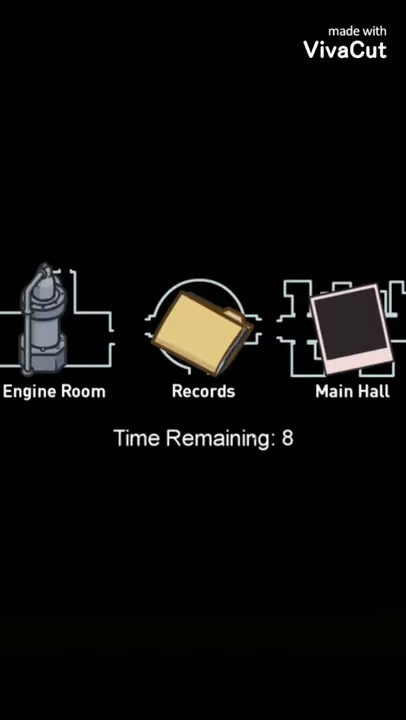 made with
VivaCut
Engine Room
Records
Main Hall
Time Remaining: 8